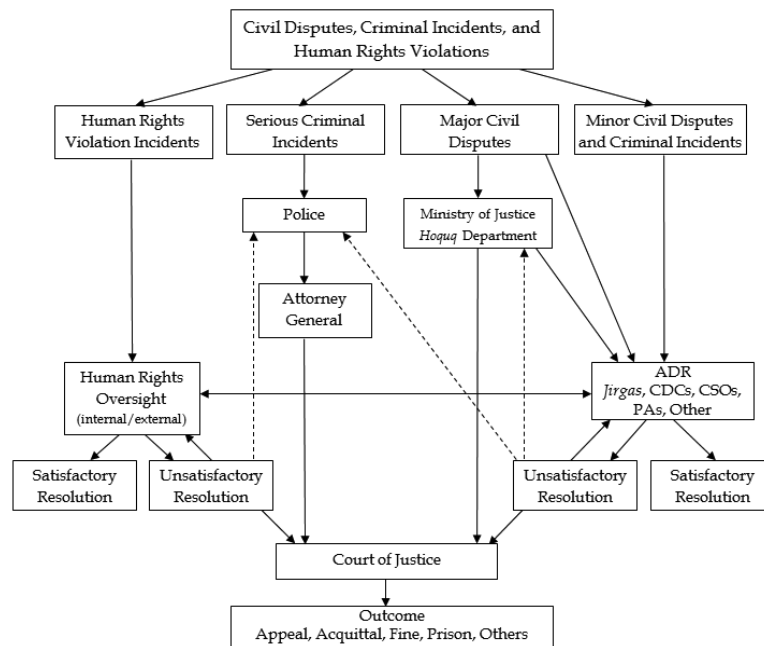 Civil Disputes, Criminal Incidents, and
Human Rights Violations
Human Rights
Violation Incidents
Serious Criminal
Incidents
Major Civil
Disputes
Minor Civil Disputes
and Criminal Incidents
Police
Ministry of Justice
Hoquq Department
Attorney
General
Human Rights
Oversight
(internal/external)
ADR
Jirgas, CDCs, CSOs,
PAs, Other
Satisfactory
Resolution
Unsatisfactory
Resolution
Unsatisfactory
Resolution
Satisfactory
Resolution
Court of Justice
Outcome
Appeal, Acquittal, Fine, Prison, Others